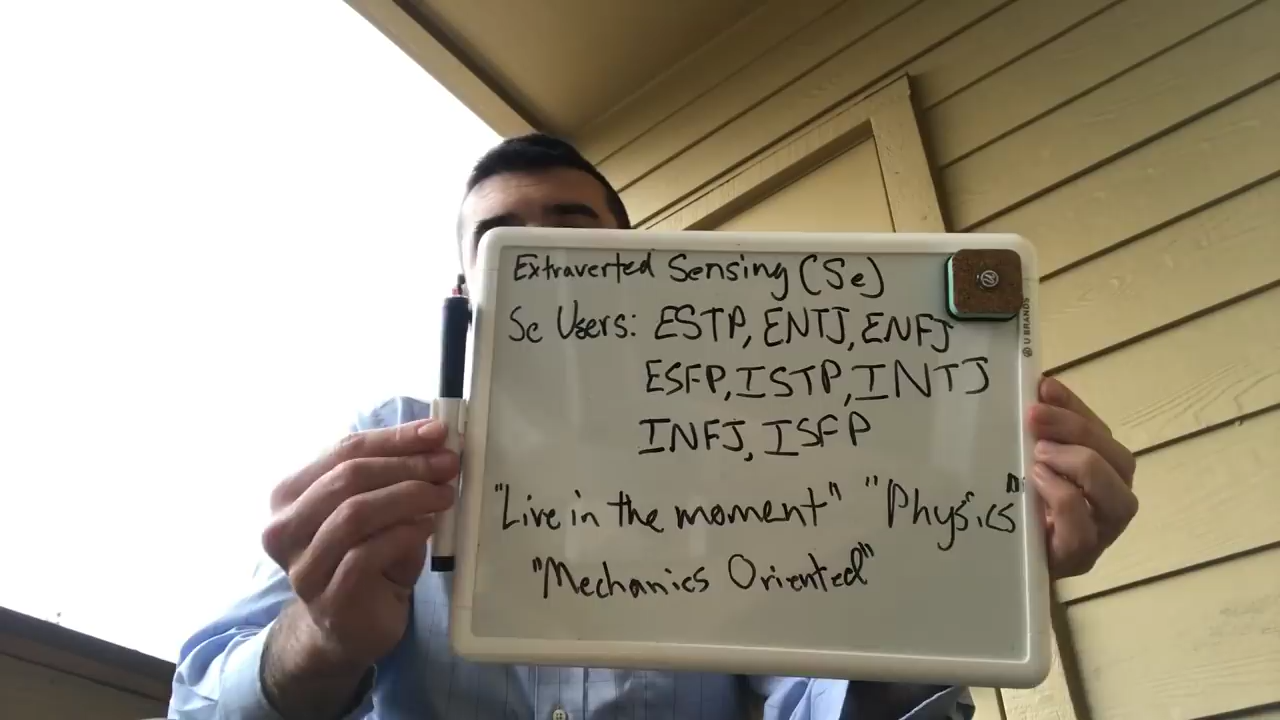 Extraverted Sensing (Se)
Se Users: ESTP, ENTJ, ENFJ
ESFP, ISTP, INTJ
INFJ, ISFP
"Live in the moment" "Physics"
"Mechanics Oriented"
U BRANDS